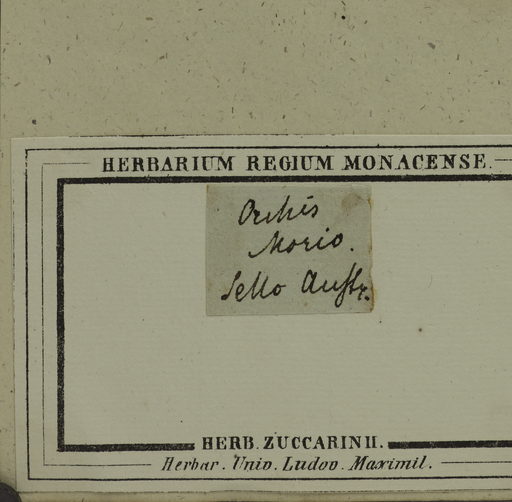 HERBARIUM REGIUM MONACENSE.
Orchis
Morio.
Sello Austr.
HERB. ZUCCARINII.
Herbar. Univ. Ludov. Maximil.